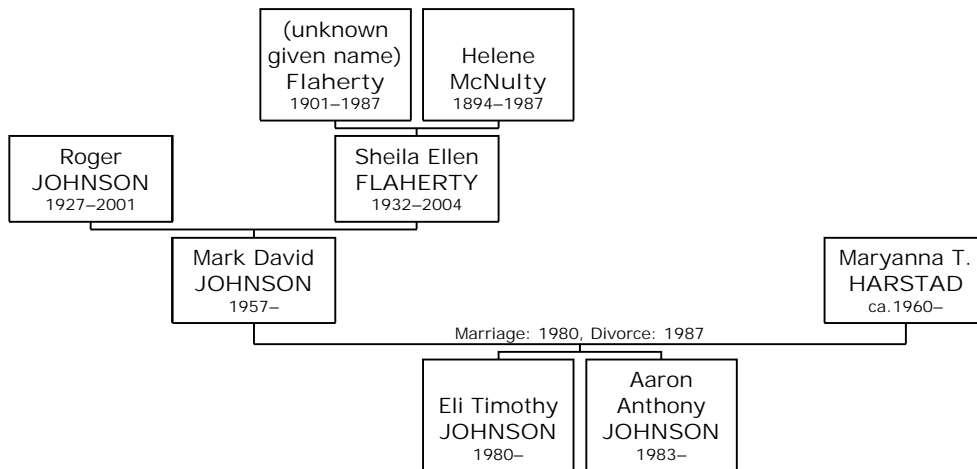 (unknown
given name)
Flaherty
1901–1987
Helene
McNulty
1894–1987
Roger
JOHNSON
1927–2001
Sheila Ellen
FLAHERTY
1932–2004
Mark David
JOHNSON
1957–
Maryanna T.
HARSTAD
ca.1960–
Marriage: 1980, Divorce: 1987
Eli Timothy
JOHNSON
1980–
Aaron
Anthony
JOHNSON
1983–